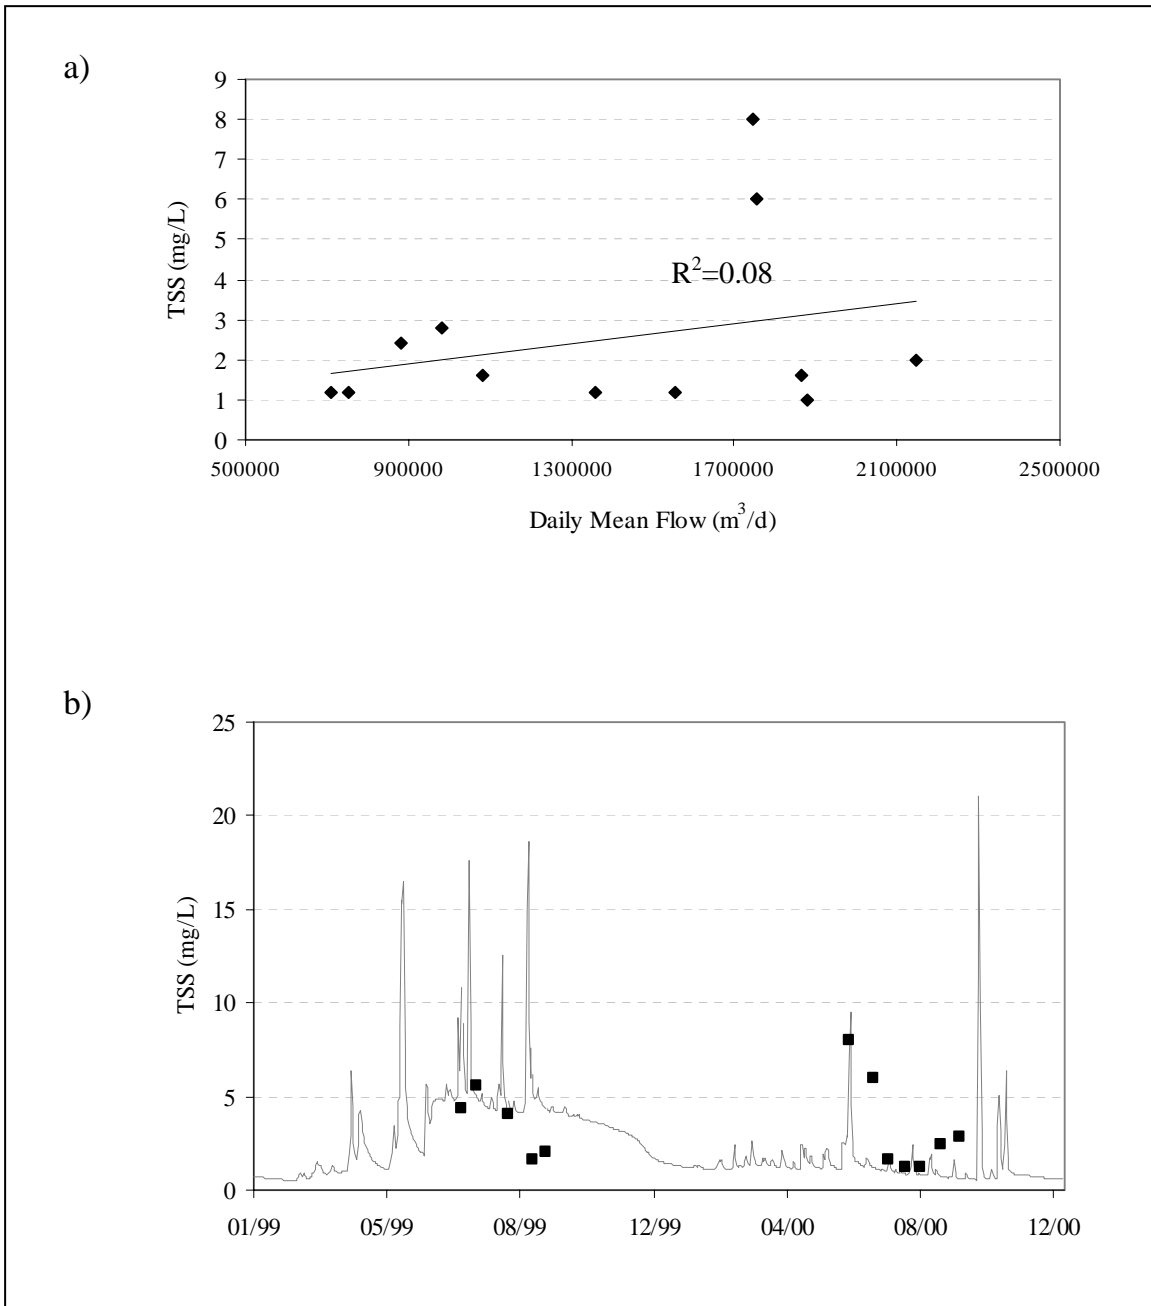 a)
9
8
7
6
5
4
3
2
1
0
TSS (mg/L)
R²=0.08
500000 900000 1300000 1700000 2100000 2500000
Daily Mean Flow (m³/d)
b)
25
20
15
10
5
0
TSS (mg/L)
01/99 05/99 08/99 12/99 04/00 08/00 12/00